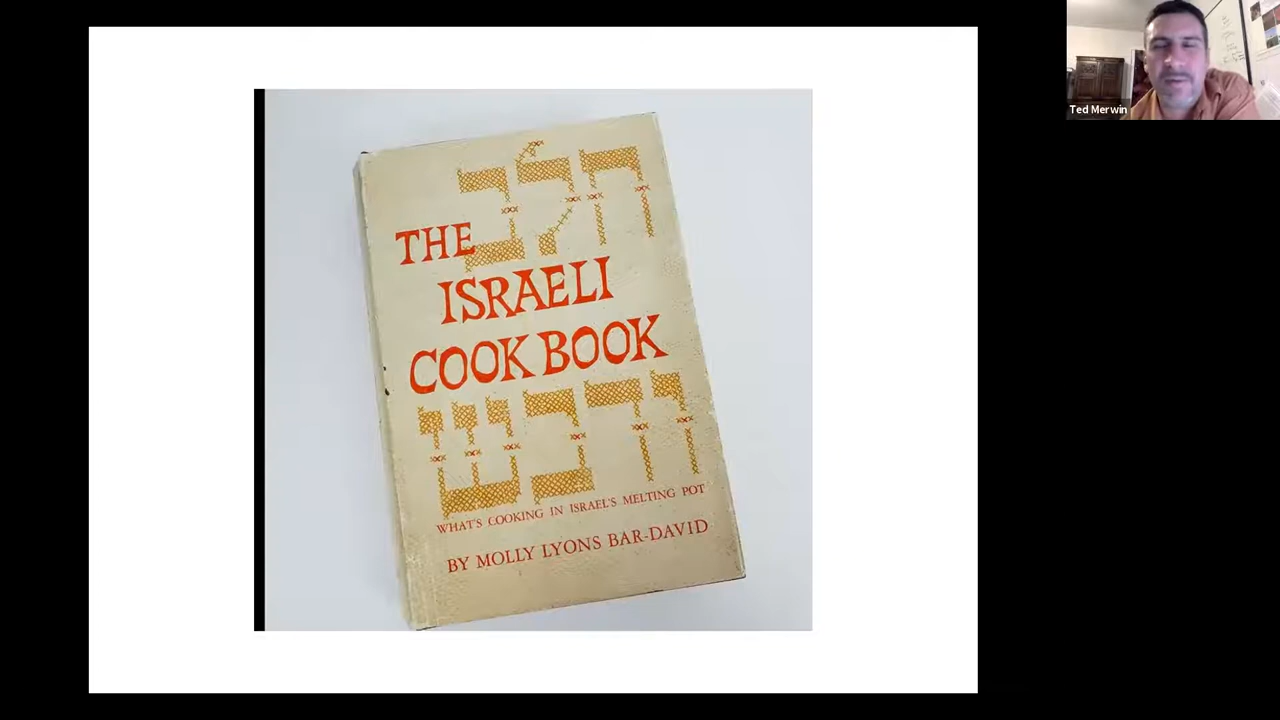 חלב
THE
ISRAELI
COOK BOOK
ודבש
WHAT'S COOKING IN ISRAEL'S MELTING POT
BY MOLLY LYONS BAR-DAVID
Ted Merwin